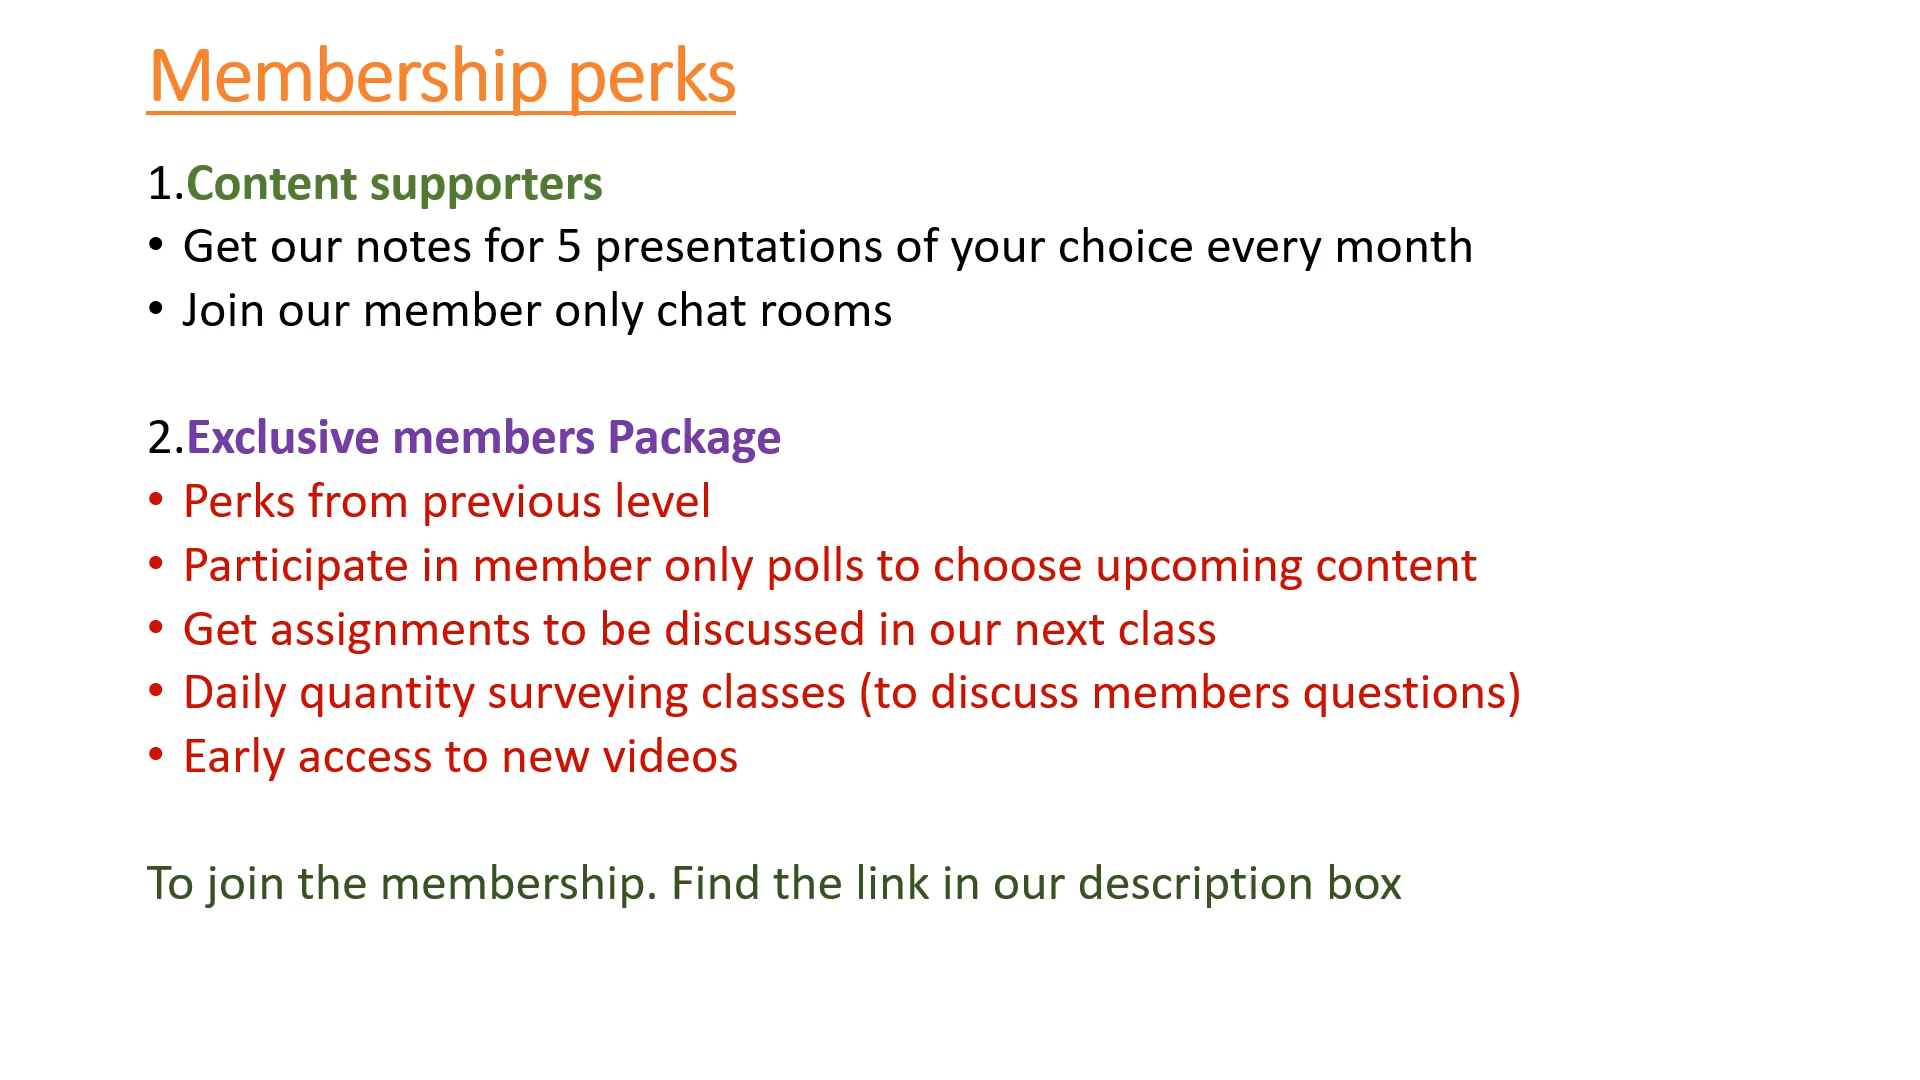 Membership perks
1.Content supporters
• Get our notes for 5 presentations of your choice every month
• Join our member only chat rooms
2.Exclusive members Package
• Perks from previous level
• Participate in member only polls to choose upcoming content
• Get assignments to be discussed in our next class
• Daily quantity surveying classes (to discuss members questions)
• Early access to new videos
To join the membership. Find the link in our description box